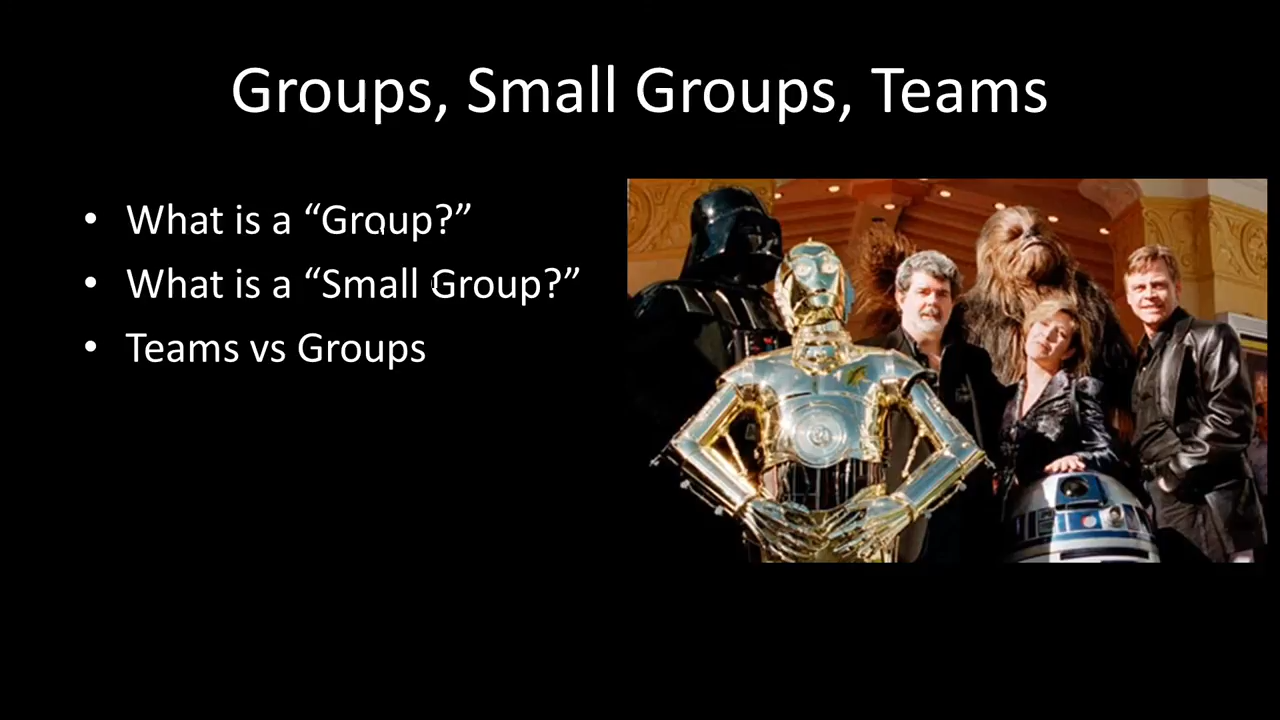 Groups, Small Groups, Teams
• What is a “Group?”
• What is a “Small Group?”
• Teams vs Groups